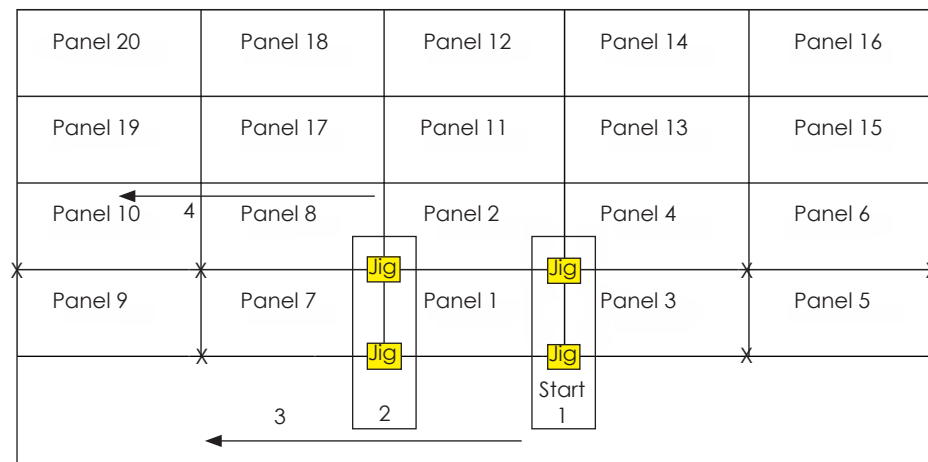 Panel 20 Panel 18 Panel 12 Panel 14 Panel 16
Panel 19 Panel 17 Panel 11 Panel 13 Panel 15
Panel 10 4 Panel 8 Panel 2 Panel 4 Panel 6
X X Jig Jig X X
Panel 9 Panel 7 Panel 1 Panel 3 Panel 5
X Jig Jig X
Start
3 2 1